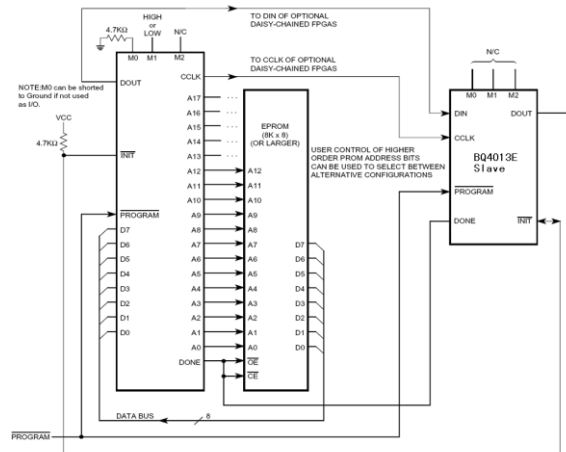 TO DIN OF OPTIONAL
DAISY-CHAINED FPGAS
HIGH
or
LOW
N/C
4.7KΩ
M0
M1
M2
TO CCLK OF OPTIONAL
DAISY-CHAINED FPGAS
N/C
M0
M1
M2
DOUT
CCLK
DIN
DOUT
CCLK
NOTE:M0 can be shorted
to Ground if not used
as I/O.
VCC
4.7KΩ
INIT
A17
A16
A15
A14
A13
A12
A11
A10
A9
A8
A7
A6
A5
A4
A3
A2
A1
A0
DONE
PROGRAM
D7
D6
D5
D4
D3
D2
D1
D0
EPROM
(8K x 8)
(OR LARGER)
A12
A11
A10
A9
A8
A7
A6
A5
A4
A3
A2
A1
A0
OE
CE
D7
D6
D5
D4
D3
D2
D1
D0
USER CONTROL OF HIGHER
ORDER PROM ADDRESS BITS
CAN BE USED TO SELECT BETWEEN
ALTERNATIVE CONFIGURATIONS
BQ4013E
Slave
PROGRAM
DONE
INIT
DATA BUS
8
PROGRAM